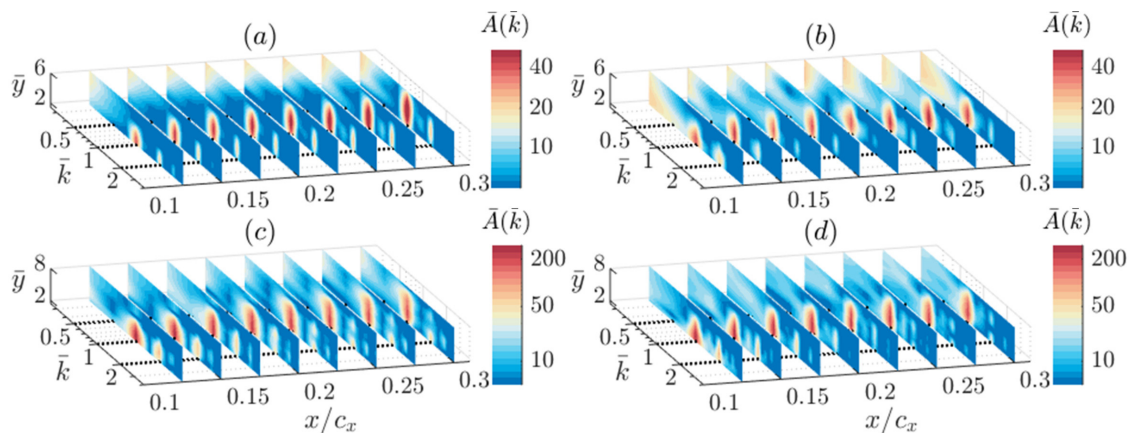 (a) Ā(k̄) (b) Ā(k̄)
ȳ 6 40 ȳ 6 40
2 20 2 20
0.5 10 0.5 10
1 1
k̄ 2 k̄ 2
0.1 0.15 0.2 0.25 0.3 0.1 0.15 0.2 0.25 0.3
(c) Ā(k̄) (d) Ā(k̄)
ȳ 8 200 ȳ 8 200
2 50 2 50
0.5 10 0.5 10
1 1
k̄ 2 k̄ 2
0.1 0.15 0.2 0.25 0.3 0.1 0.15 0.2 0.25 0.3
x/cₓ x/cₓ